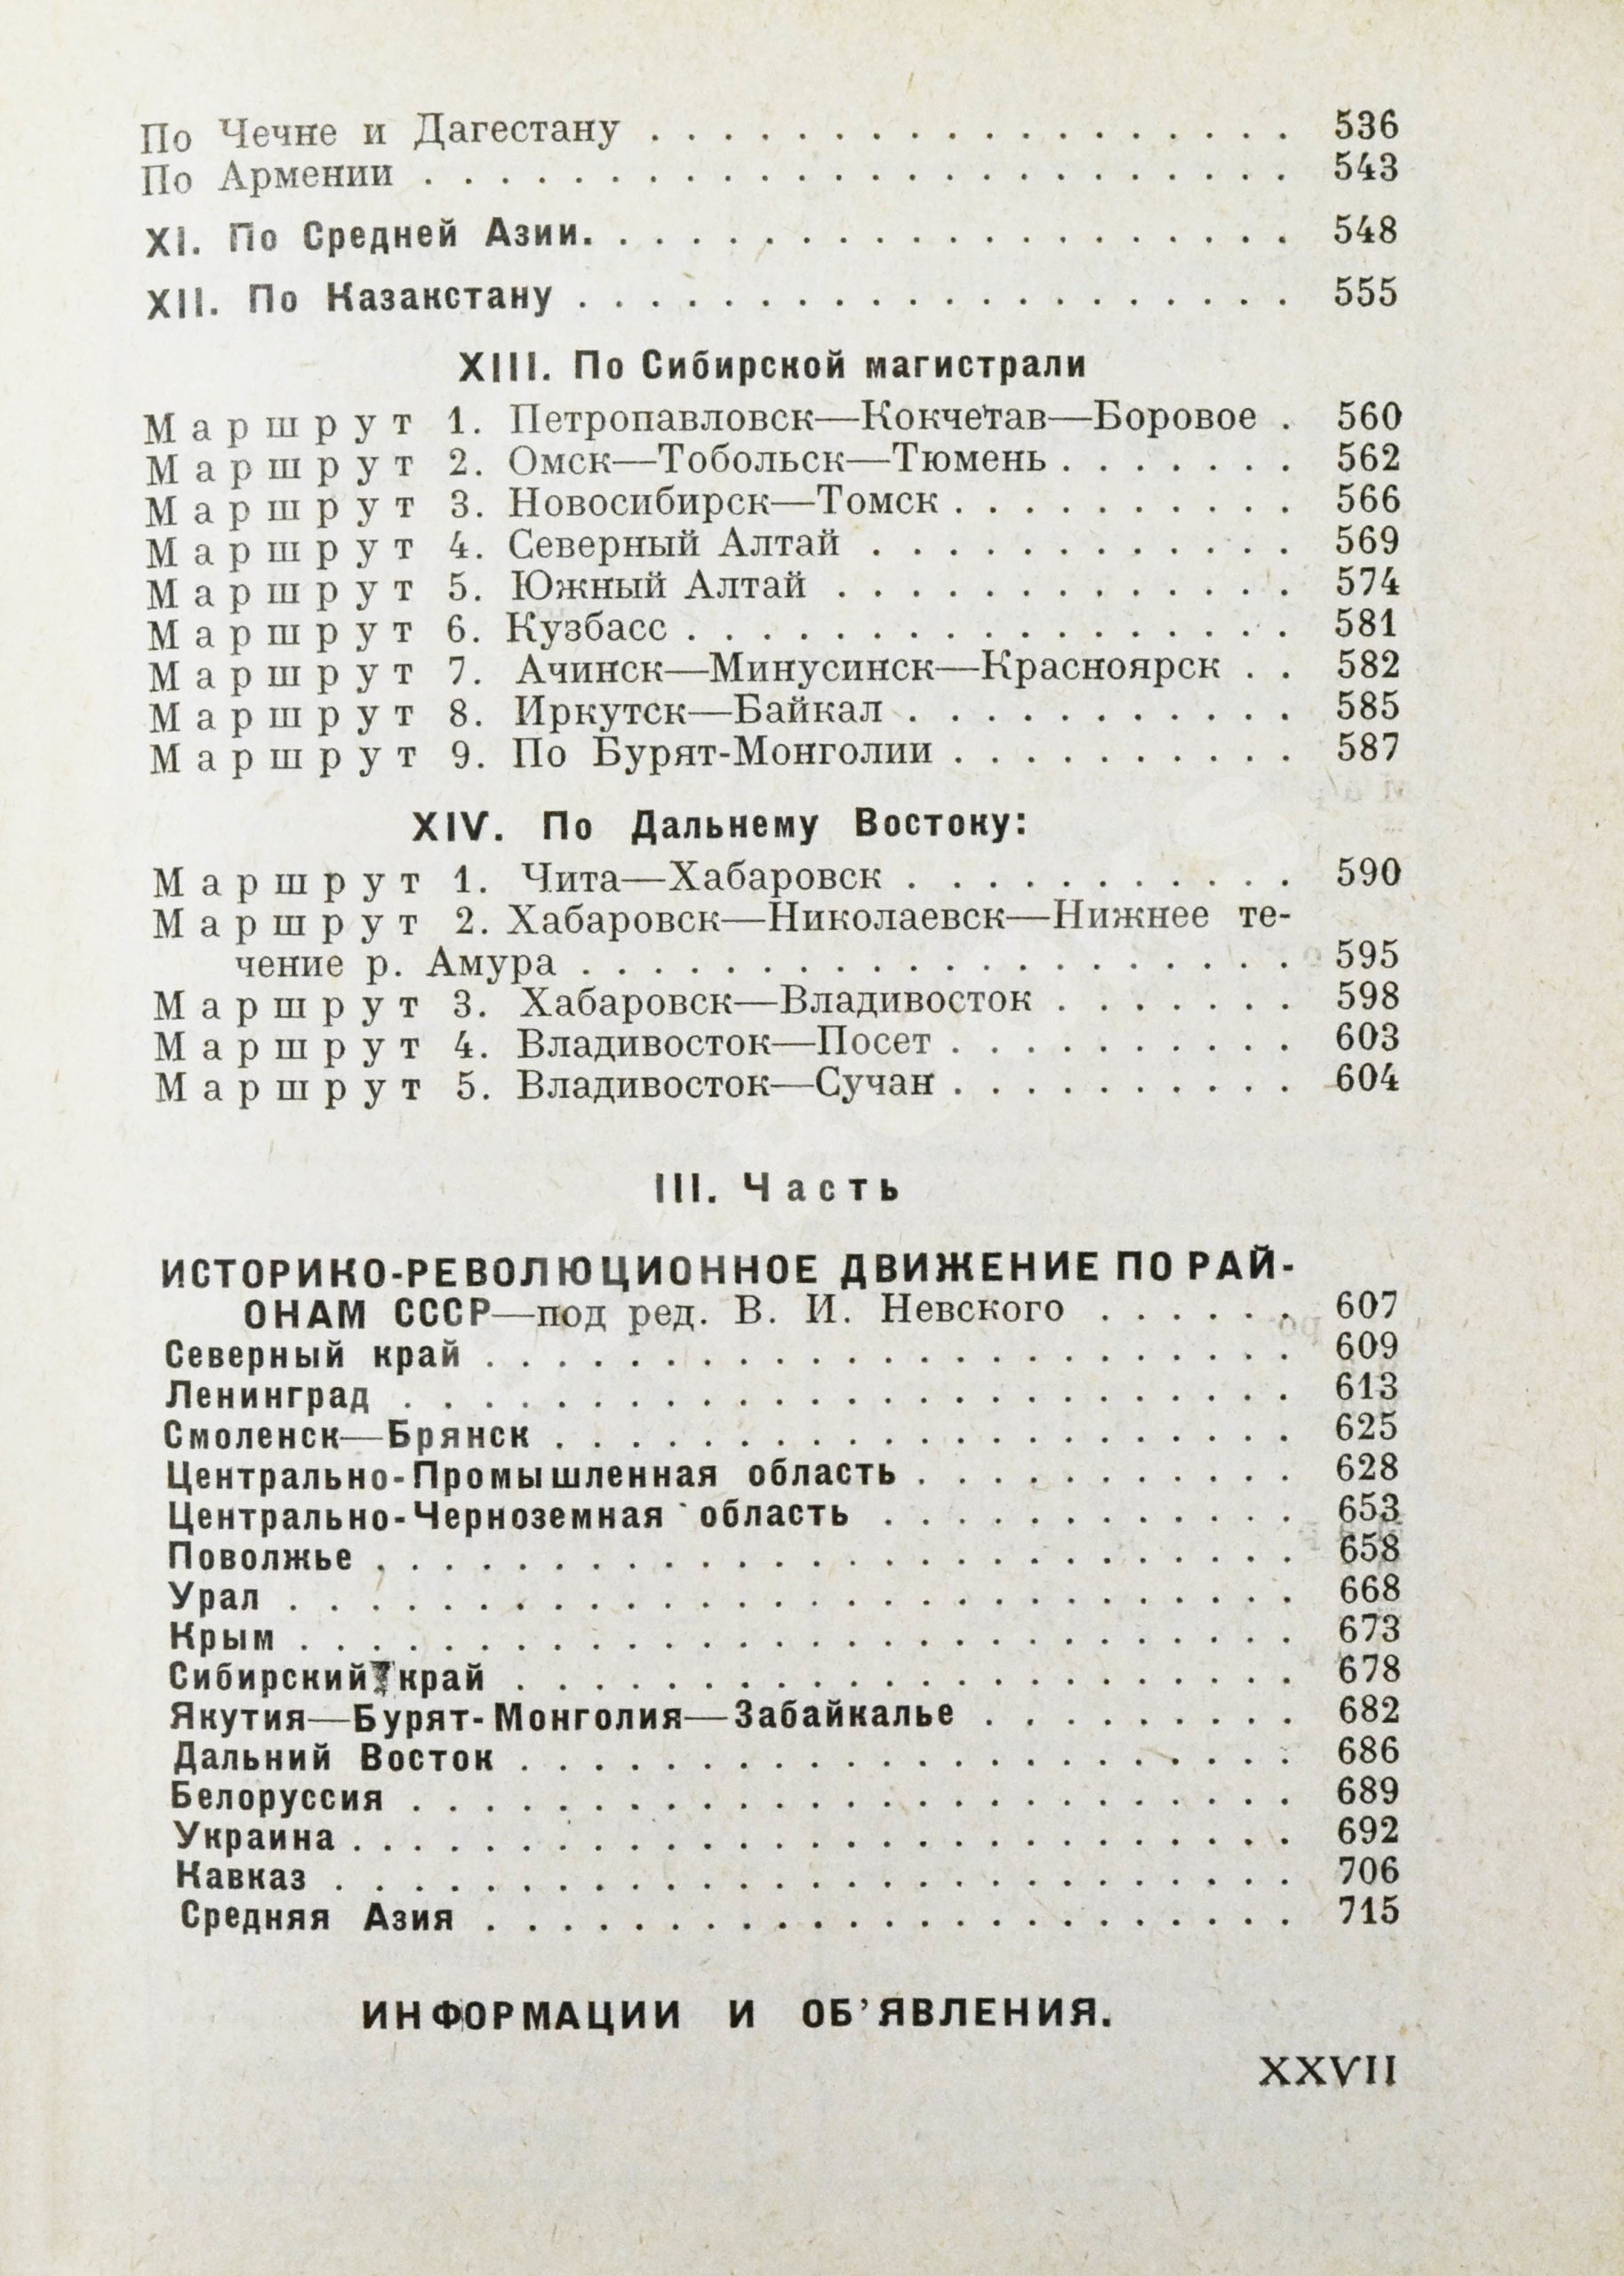 По Чечне и Дагестану . . . . . . . . . . . . . . . . . . 536
По Армении . . . . . . . . . . . . . . . . . . . . . . . . 543
XI. По Средней Азии. . . . . . . . . . . . . . . . . . . . 548
XII. По Казакстану . . . . . . . . . . . . . . . . . . . . 555
XIII. По Сибирской магистрали
Маршрут 1. Петропавловск—Кокчетав—Боровое . 560
Маршрут 2. Омск—Тобольск—Тюмень . . . . . . . 562
Маршрут 3. Новосибирск—Томск . . . . . . . . . . 566
Маршрут 4. Северный Алтай . . . . . . . . . . . . 569
Маршрут 5. Южный Алтай . . . . . . . . . . . . . 574
Маршрут 6. Кузбасс . . . . . . . . . . . . . . . . . 581
Маршрут 7. Ачинск—Минусинск—Красноярск . . 582
Маршрут 8. Иркутск—Байкал . . . . . . . . . . . 585
Маршрут 9. По Бурят-Монголии . . . . . . . . . . 587
XIV. По Дальнему Востоку:
Маршрут 1. Чита—Хабаровск . . . . . . . . . . . 590
Маршрут 2. Хабаровск—Николаевск—Нижнее те-
чение р. Амура . . . . . . . . . . . . . . . . . . . . 595
Маршрут 3. Хабаровск—Владивосток . . . . . . . 598
Маршрут 4. Владивосток—Посет . . . . . . . . . . 603
Маршрут 5. Владивосток—Сучан . . . . . . . . . . 604
III. Часть
ИСТОРИКО-РЕВОЛЮЦИОННОЕ ДВИЖЕНИЕ ПО РАЙ-
ОНАМ СССР—под ред. В. И. Невского . . . . . . 607
Северный край . . . . . . . . . . . . . . . . . . . . . . 609
Ленинград . . . . . . . . . . . . . . . . . . . . . . . . 613
Смоленск—Брянск . . . . . . . . . . . . . . . . . . . . 625
Центрально-Промышленная область . . . . . . . . . . . 628
Центрально-Черноземная область . . . . . . . . . . . . 653
Поволжье . . . . . . . . . . . . . . . . . . . . . . . . . 658
Урал . . . . . . . . . . . . . . . . . . . . . . . . . . . 668
Крым . . . . . . . . . . . . . . . . . . . . . . . . . . . 673
Сибирский край . . . . . . . . . . . . . . . . . . . . . 678
Якутия—Бурят-Монголия—Забайкалье . . . . . . . . . 682
Дальний Восток . . . . . . . . . . . . . . . . . . . . . 686
Белоруссия . . . . . . . . . . . . . . . . . . . . . . . . 689
Украина . . . . . . . . . . . . . . . . . . . . . . . . . . 692
Кавказ . . . . . . . . . . . . . . . . . . . . . . . . . . 706
Средняя Азия . . . . . . . . . . . . . . . . . . . . . . 715
ИНФОРМАЦИИ И ОБ’ЯВЛЕНИЯ.
XXVII